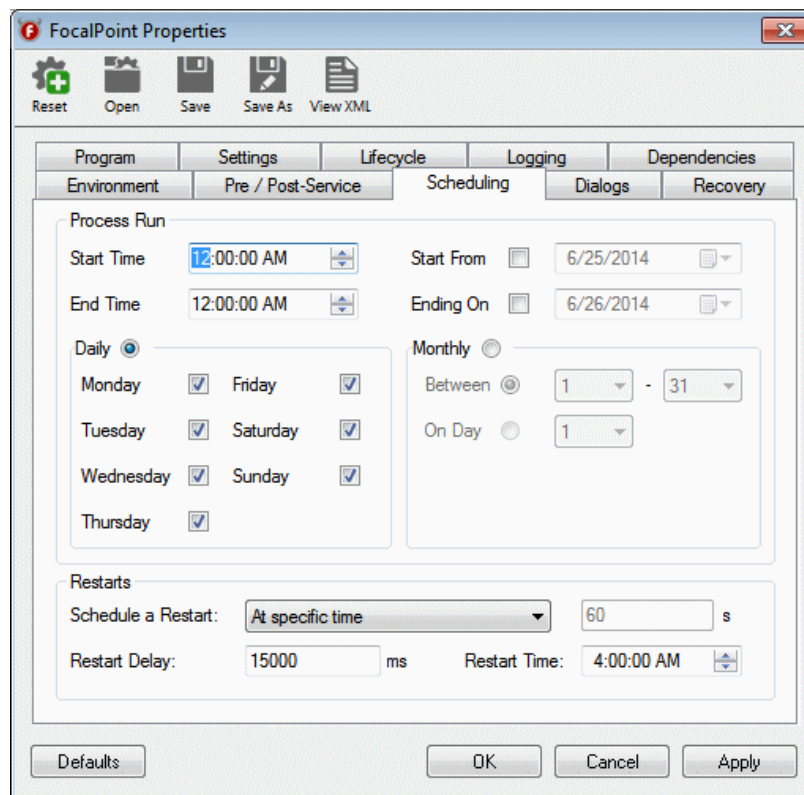 FocalPoint Properties
Reset Open Save Save As View XML
Program Settings Lifecycle Logging Dependencies
Environment Pre / Post-Service Scheduling Dialogs Recovery
Process Run
Start Time 12:00:00 AM Start From 6/25/2014
End Time 12:00:00 AM Ending On 6/26/2014
Daily Monthly
Monday Friday Between 1 - 31
Tuesday Saturday On Day 1
Wednesday Sunday
Thursday
Restarts
Schedule a Restart: At specific time 60 s
Restart Delay: 15000 ms Restart Time: 4:00:00 AM
Defaults OK Cancel Apply